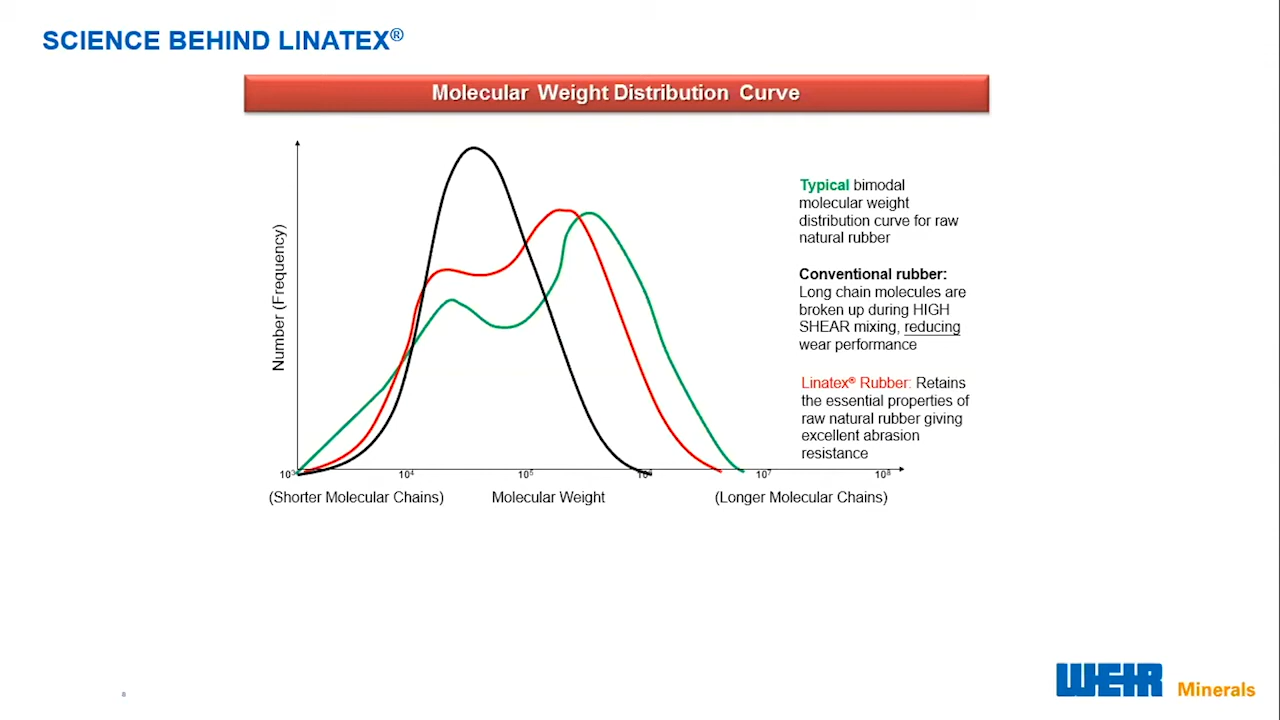 SCIENCE BEHIND LINATEX®
Molecular Weight Distribution Curve
Number (Frequency)
Typical bimodal
molecular weight
distribution curve for raw
natural rubber
Conventional rubber:
Long chain molecules are
broken up during HIGH
SHEAR mixing, reducing
wear performance
Linatex® Rubber: Retains
the essential properties of
raw natural rubber giving
excellent abrasion
resistance
10³ 10⁴ 10⁵ 10⁶ 10⁷ 10⁸
(Shorter Molecular Chains) Molecular Weight (Longer Molecular Chains)
8
WEIR Minerals